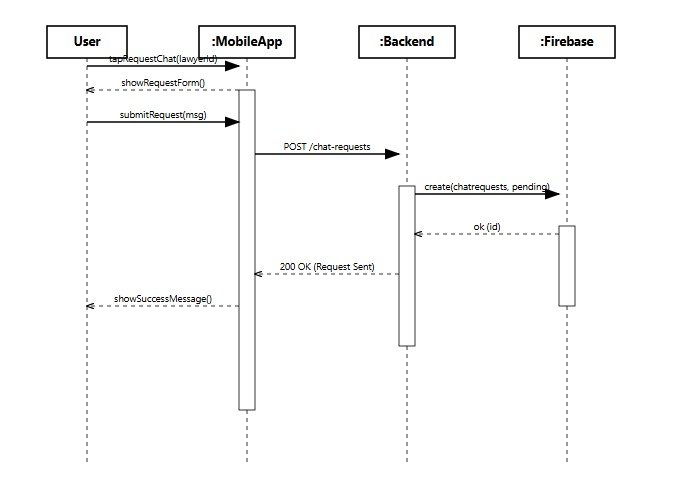 User
:MobileApp
:Backend
:Firebase
tapRequestChat(lawyerId)
showRequestForm()
submitRequest(msg)
POST /chat-requests
create(chatrequests, pending)
ok (id)
200 OK (Request Sent)
showSuccessMessage()